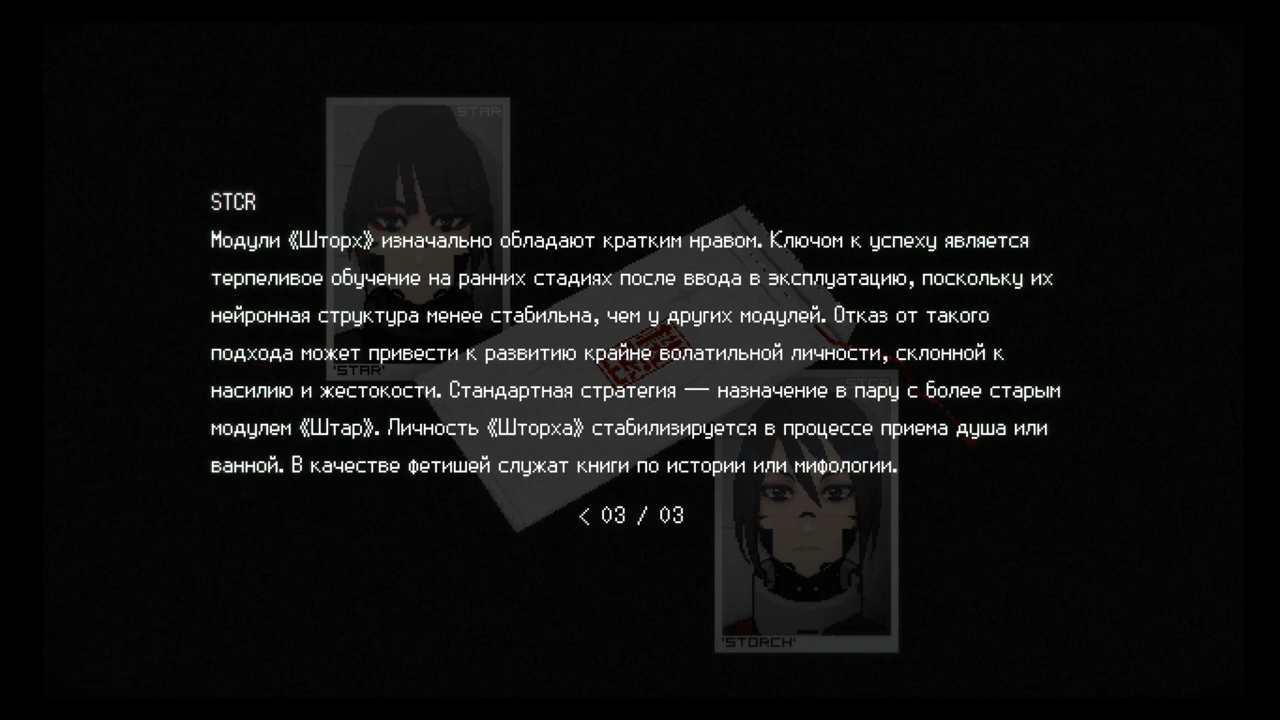 STAR
STCR
Модули 《Шторх》 изначально обладают кратким нравом. Ключом к успеху является
терпеливое обучение на ранних стадиях после ввода в эксплуатацию, поскольку их
нейронная структура менее стабильна, чем у других модулей. Отказ от такого
подхода может привести к развитию крайне волатильной личности, склонной к
'STAR'
насилию и жестокости. Стандартная стратегия — назначение в пару с более старым
модулем 《Штар》. Личность 《Шторха》 стабилизируется в процессе приема душа или
ванной. В качестве фетишей служат книги по истории или мифологии.
< 03 / 03
'STORCH'